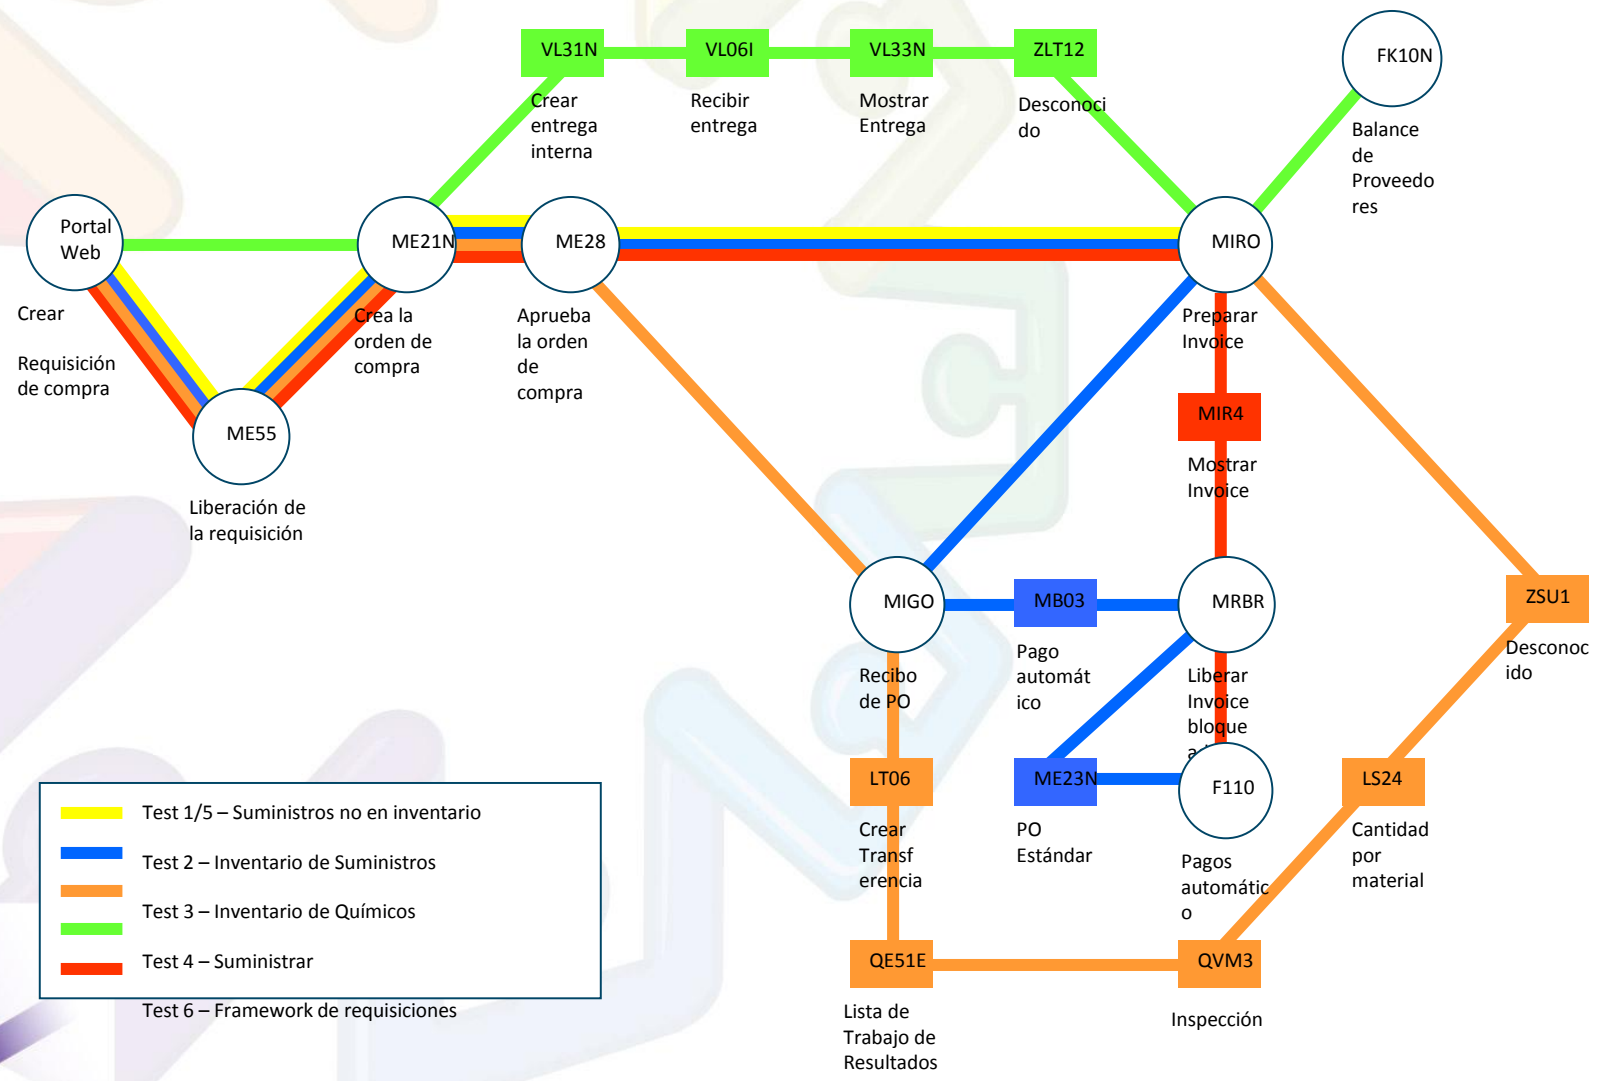 VL31N
VL06I
VL33N
ZLT12
FK10N
Crear
entrega
interna
Recibir
entrega
Mostrar
Entrega
Desconoci
do
Balance
de
Proveedo
res
Portal
Web
ME21N
ME28
MIRO
Crear
Requisición
de compra
Crea la
orden de
compra
Aprueba
la orden
de
compra
Preparar
Invoice
ME55
Liberación de
la requisición
MIR4
Mostrar
Invoice
MIGO
MB03
MRBR
ZSU1
Recibo
de PO
Pago
automát
ico
Liberar
Invoice
bloque
Desconoc
ido
LT06
ME23N
F110
LS24
Crear
Transf
erencia
PO
Estándar
Pagos
automátic
o
Cantidad
por
material
QE51E
QVM3
Lista de
Trabajo de
Resultados
Inspección
Test 1/5 – Suministros no en inventario
Test 2 – Inventario de Suministros
Test 3 – Inventario de Químicos
Test 4 – Suministrar
Test 6 – Framework de requisiciones